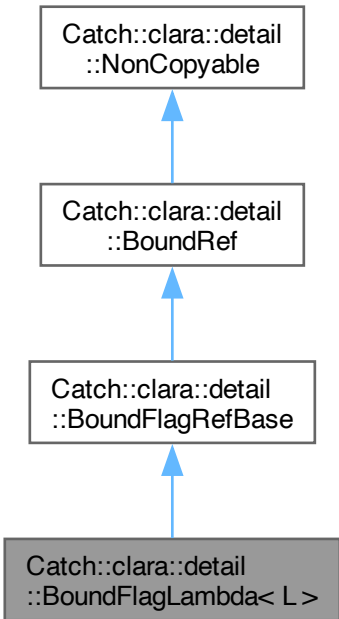 Catch::clara::detail
::NonCopyable
Catch::clara::detail
::BoundRef
Catch::clara::detail
::BoundFlagRefBase
Catch::clara::detail
::BoundFlagLambda< L >